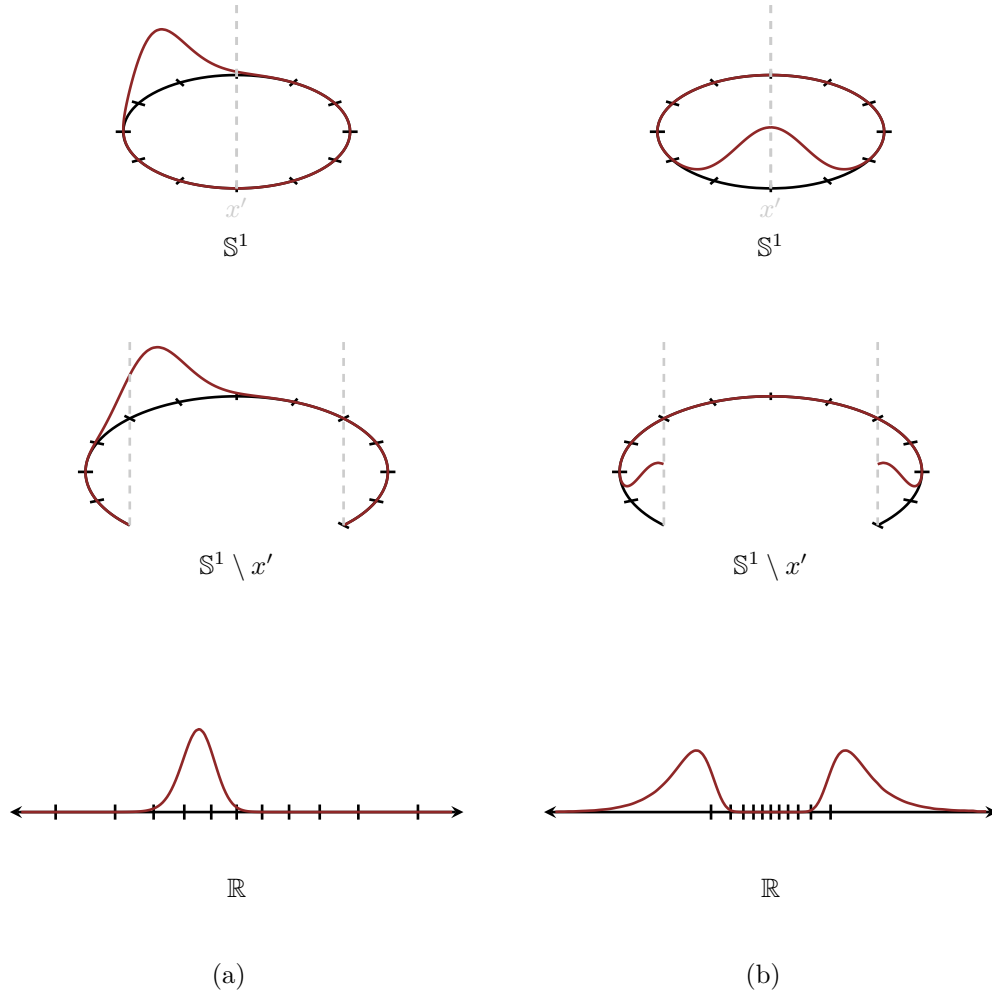 x′ x′
𝕊¹ 𝕊¹
𝕊¹ \ x′ 𝕊¹ \ x′
ℝ ℝ
(a) (b)